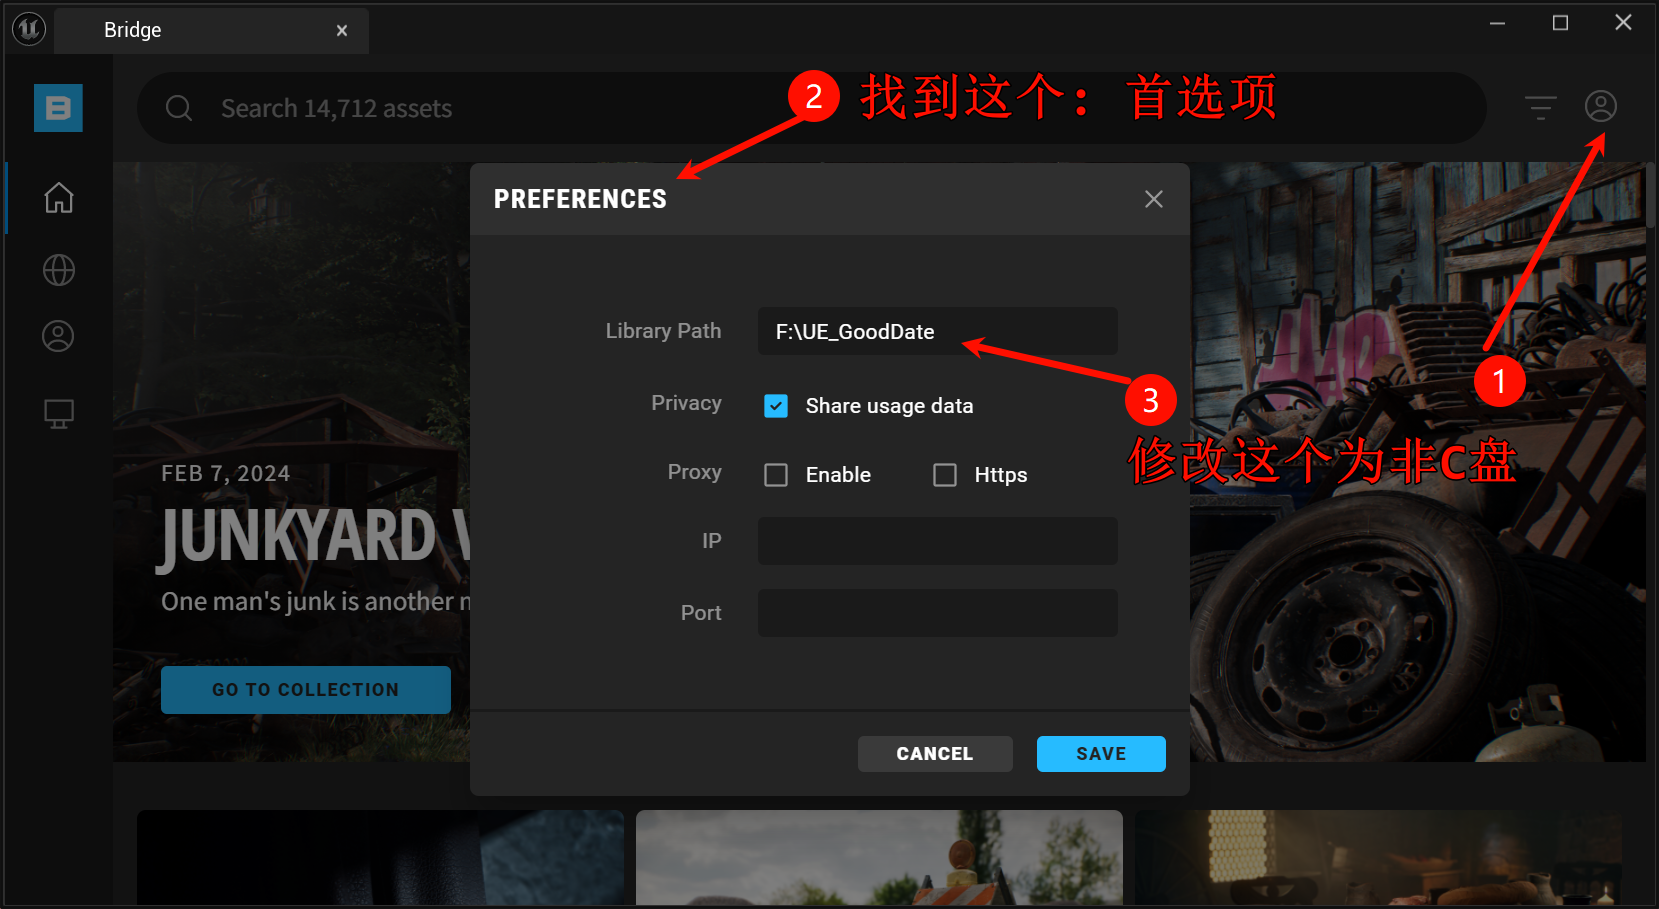 Bridge
Search 14,712 assets
2 找到这个：首选项
PREFERENCES
Library Path F:\UE_GoodDate
1
Privacy Share usage data
3
修改这个为非C盘
Proxy Enable Https
FEB 7, 2024
JUNKYARD
One man's junk is another
IP
Port
GO TO COLLECTION
CANCEL SAVE